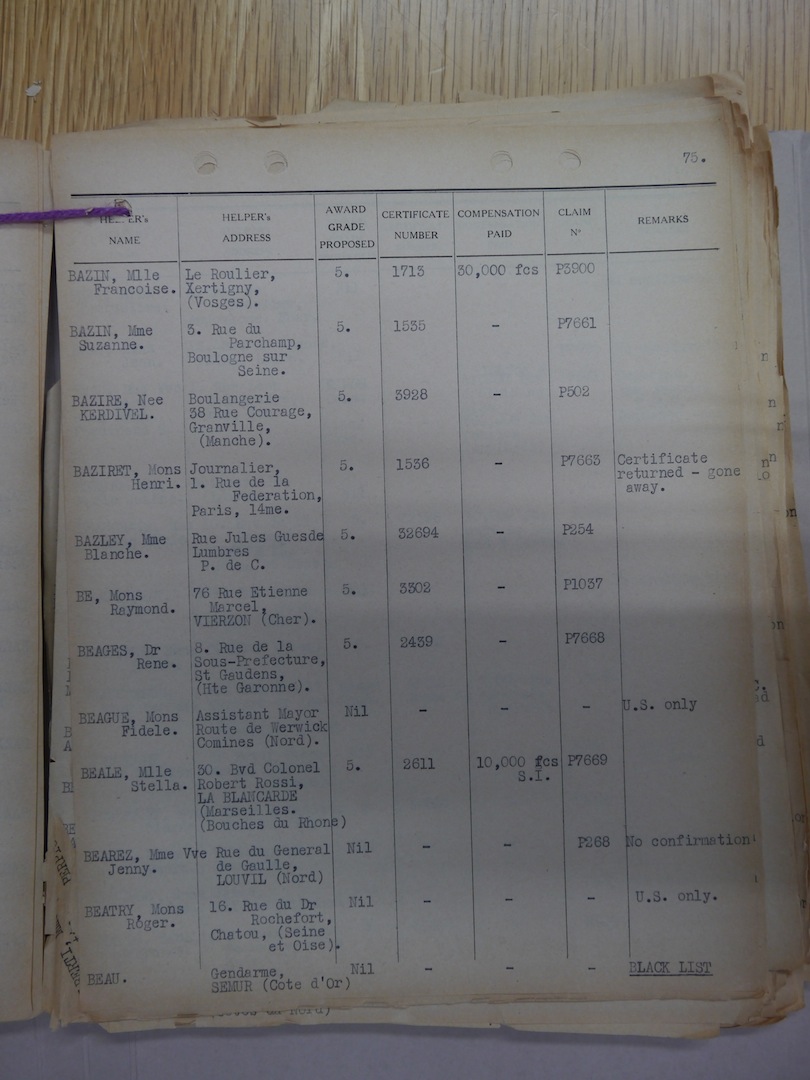 75.
HELPER's NAME HELPER's ADDRESS AWARD GRADE PROPOSED CERTIFICATE NUMBER COMPENSATION PAID CLAIM Nº REMARKS
BAZIN, Mlle Le Roulier, 5. 1713 30,000 fcs P3900
Francoise. Xertigny,
(Vosges).
BAZIN, Mme 3. Rue du 5. 1535 - P7661
Suzanne. Parchamp,
Boulogne sur
Seine.
BAZIRE, Nee Boulangerie 5. 3928 - P502
KERDIVEL. 38 Rue Courage,
Granville,
(Manche).
BAZIRET, Mons Journalier, 5. 1536 - P7663 Certificate
Henri. 1. Rue de la returned - gone
Federation, away.
Paris, 14me.
BAZLEY, Mme Rue Jules Guesde 5. 32694 - P254
Blanche. Lumbres
P. de C.
BE, Mons 76 Rue Etienne 5. 3302 - P1037
Raymond. Marcel,
VIERZON (Cher).
BEAGES, Dr 8. Rue de la 5. 2439 - P7668
Rene. Sous-Prefecture,
St Gaudens,
(Hte Garonne).
BEAGUE, Mons Assistant Mayor Nil - - - U.S. only
Fidele. Route de Werwick
Comines (Nord).
BEALE, Mlle 30. Bvd Colonel 5. 2611 10,000 fcs P7669
Stella. Robert Rossi, S.I.
LA BLANCARDE
(Marseilles.
(Bouches du Rhone)
BEAREZ, Mme Vve Rue du General Nil - - P268 No confirmation
Jenny. de Gaulle,
LOUVIL (Nord)
BEATRY, Mons 16. Rue du Dr Nil - - - U.S. only.
Roger. Rochefort,
Chatou, (Seine
et Oise).
BEAU. Gendarme, Nil - - - BLACK LIST
SEMUR (Cote d'Or)